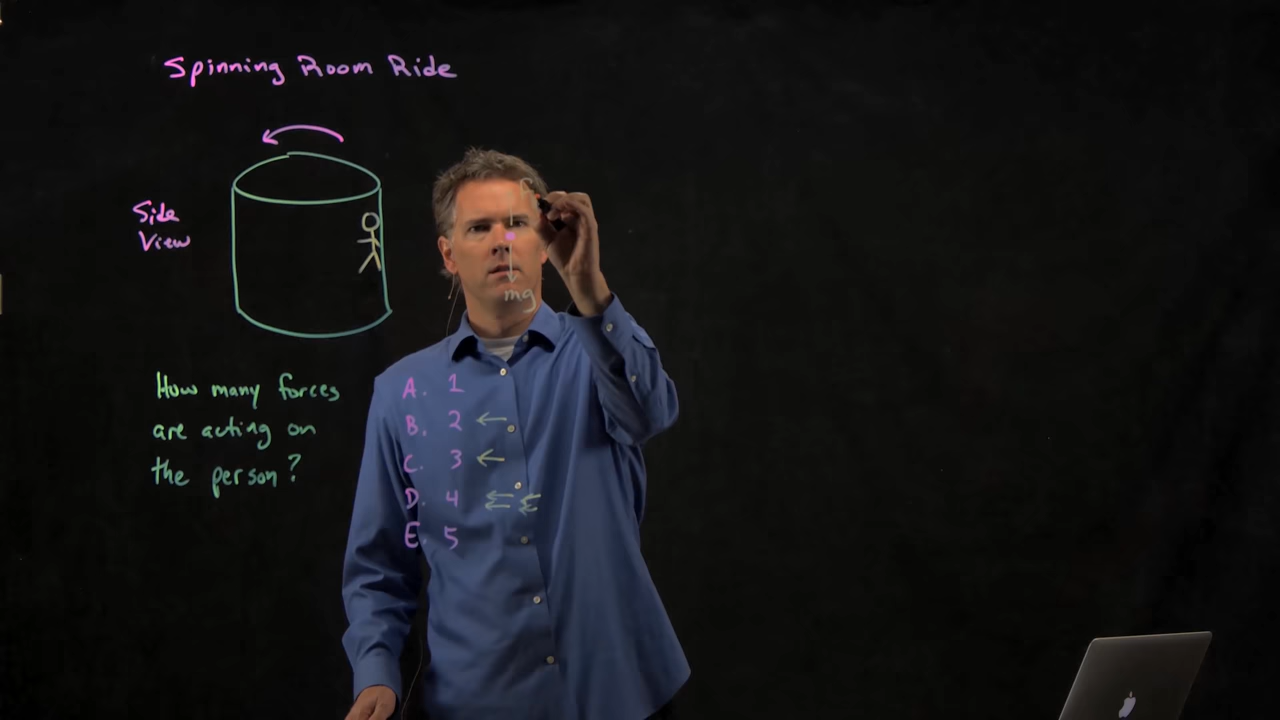 Spinning Room Ride
Side
View
mg
How many forces
are acting on
the person?
A. 1
B. 2 ←
C. 3 ←
D. 4
E. 5